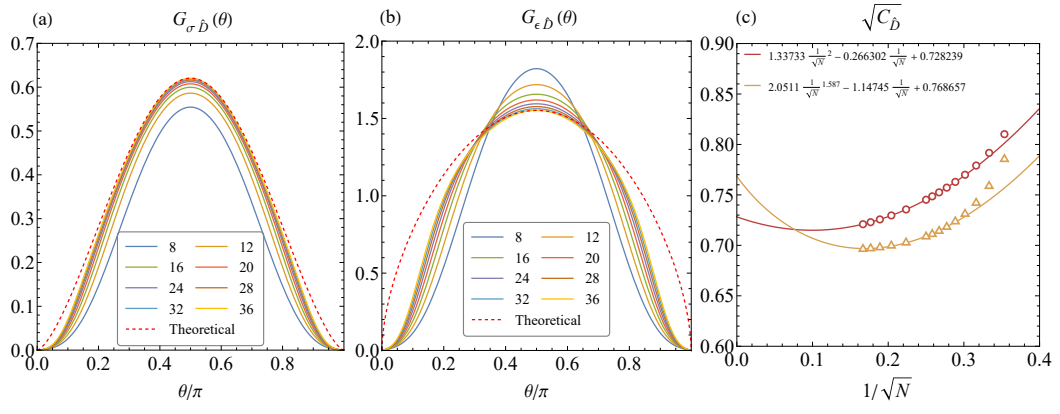 (a)
G_{σ D̂}(θ)
0.7
0.6
0.5
0.4
0.3
0.2
0.1
0.0
0.0 0.2 0.4 0.6 0.8
θ/π
8 12
16 20
24 28
32 36
Theoretical
(b)
G_{ϵ D̂}(θ)
2.0
1.5
1.0
0.5
0.0
0.0 0.2 0.4 0.6 0.8
θ/π
8 12
16 20
24 28
32 36
Theoretical
(c)
√C_{D̂}
0.90
0.85
0.80
0.75
0.70
0.65
0.60
0.0 0.1 0.2 0.3 0.4
1/√N
1.33733 1/√N ^2 − 0.266302 1/√N + 0.728239
2.0511 1/√N ^1.587 − 1.14745 1/√N + 0.768657